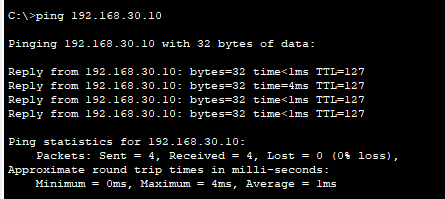 C:\>ping 192.168.30.10
Pinging 192.168.30.10 with 32 bytes of data:
Reply from 192.168.30.10: bytes=32 time<1ms TTL=127
Reply from 192.168.30.10: bytes=32 time=4ms TTL=127
Reply from 192.168.30.10: bytes=32 time<1ms TTL=127
Reply from 192.168.30.10: bytes=32 time<1ms TTL=127
Ping statistics for 192.168.30.10:
Packets: Sent = 4, Received = 4, Lost = 0 (0% loss),
Approximate round trip times in milli-seconds:
Minimum = 0ms, Maximum = 4ms, Average = 1ms